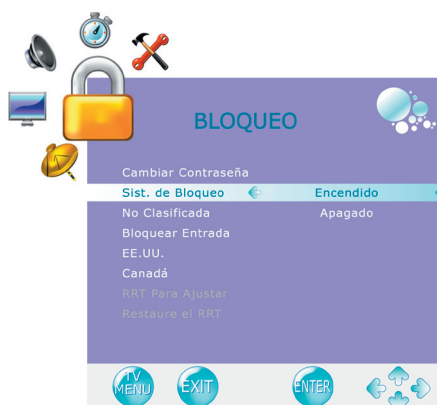 BLOQUEO
Cambiar Contraseña
Sist. de Bloqueo Encendido
No Clasificada Apagado
Bloquear Entrada
EE.UU.
Canadá
RRT Para Ajustar
Restaure el RRT
TV MENU EXIT ENTER